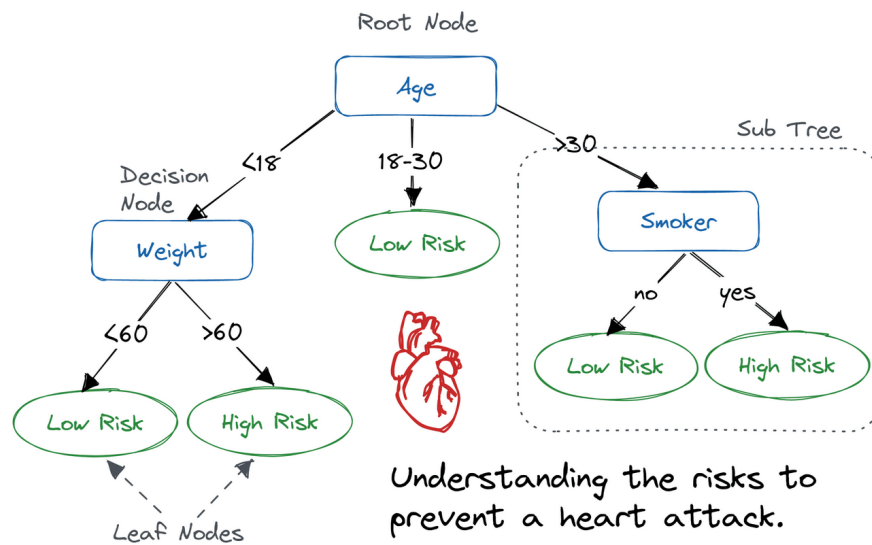 Root Node
Age
Sub Tree
<18
18-30
>30
Decision
Node
Weight
Low Risk
Smoker
<60
>60
no
yes
Low Risk
High Risk
Low Risk
High Risk
Leaf Nodes
Understanding the risks to
prevent a heart attack.